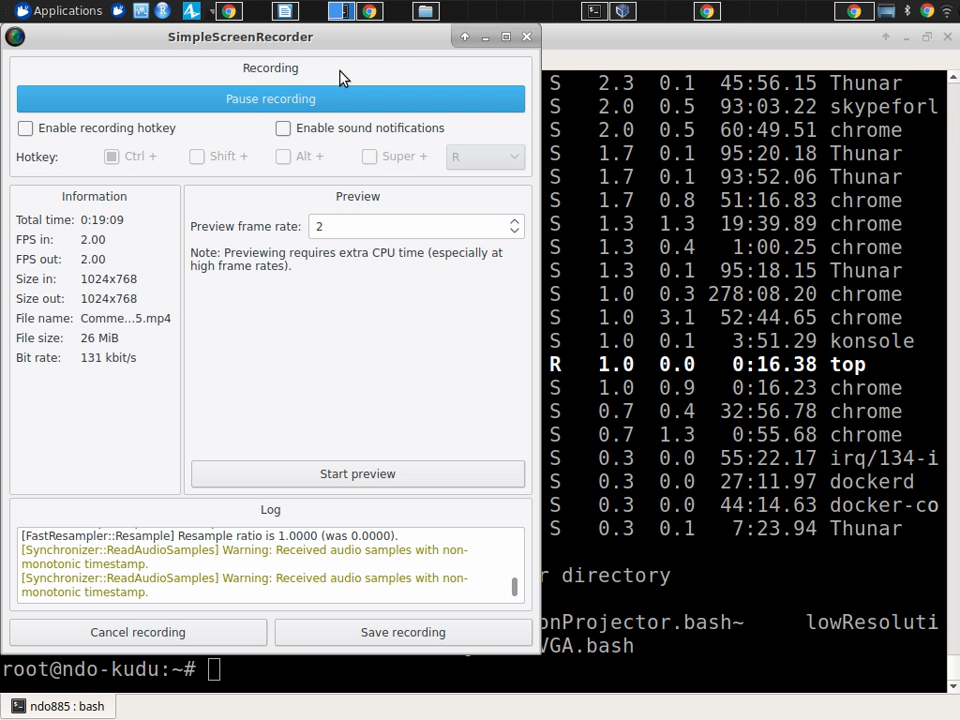 Applications
SimpleScreenRecorder
Recording
Pause recording
Enable recording hotkey
Enable sound notifications
Hotkey:
Ctrl +
Shift +
Alt +
Super +
R
Information
Total time: 0:19:09
FPS in: 2.00
FPS out: 2.00
Size in: 1024x768
Size out: 1024x768
File name: Comme...5.mp4
File size: 26 MiB
Bit rate: 131 kbit/s
Preview
Preview frame rate: 2
Note: Previewing requires extra CPU time (especially at
high frame rates).
Start preview
Log
[FastResampler::Resample] Resample ratio is 1.0000 (was 0.0000).
[Synchronizer::ReadAudioSamples] Warning: Received audio samples with non-
monotonic timestamp.
[Synchronizer::ReadAudioSamples] Warning: Received audio samples with non-
monotonic timestamp.
Cancel recording
Save recording
S 2.3 0.1 45:56.15 Thunar
S 2.0 0.5 93:03.22 skypeforl
S 2.0 0.5 60:49.51 chrome
S 1.7 0.1 95:20.18 Thunar
S 1.7 0.1 93:52.06 Thunar
S 1.7 0.8 51:16.83 chrome
S 1.3 1.3 19:39.89 chrome
S 1.3 0.4 1:00.25 chrome
S 1.3 0.1 95:18.15 Thunar
S 1.0 0.3 278:08.20 chrome
S 1.0 3.1 52:44.65 chrome
S 1.0 0.1 3:51.29 konsole
R 1.0 0.0 0:16.38 top
S 1.0 0.9 0:16.23 chrome
S 0.7 0.4 32:56.78 chrome
S 0.7 1.3 0:55.68 chrome
S 0.3 0.0 55:22.17 irq/134-i
S 0.3 0.0 27:11.97 dockerd
S 0.3 0.0 44:14.63 docker-co
S 0.3 0.1 7:23.94 Thunar
r directory
onProjector.bash~ lowResoluti
VGA.bash
root@ndo-kudu:~#
ndo885 : bash